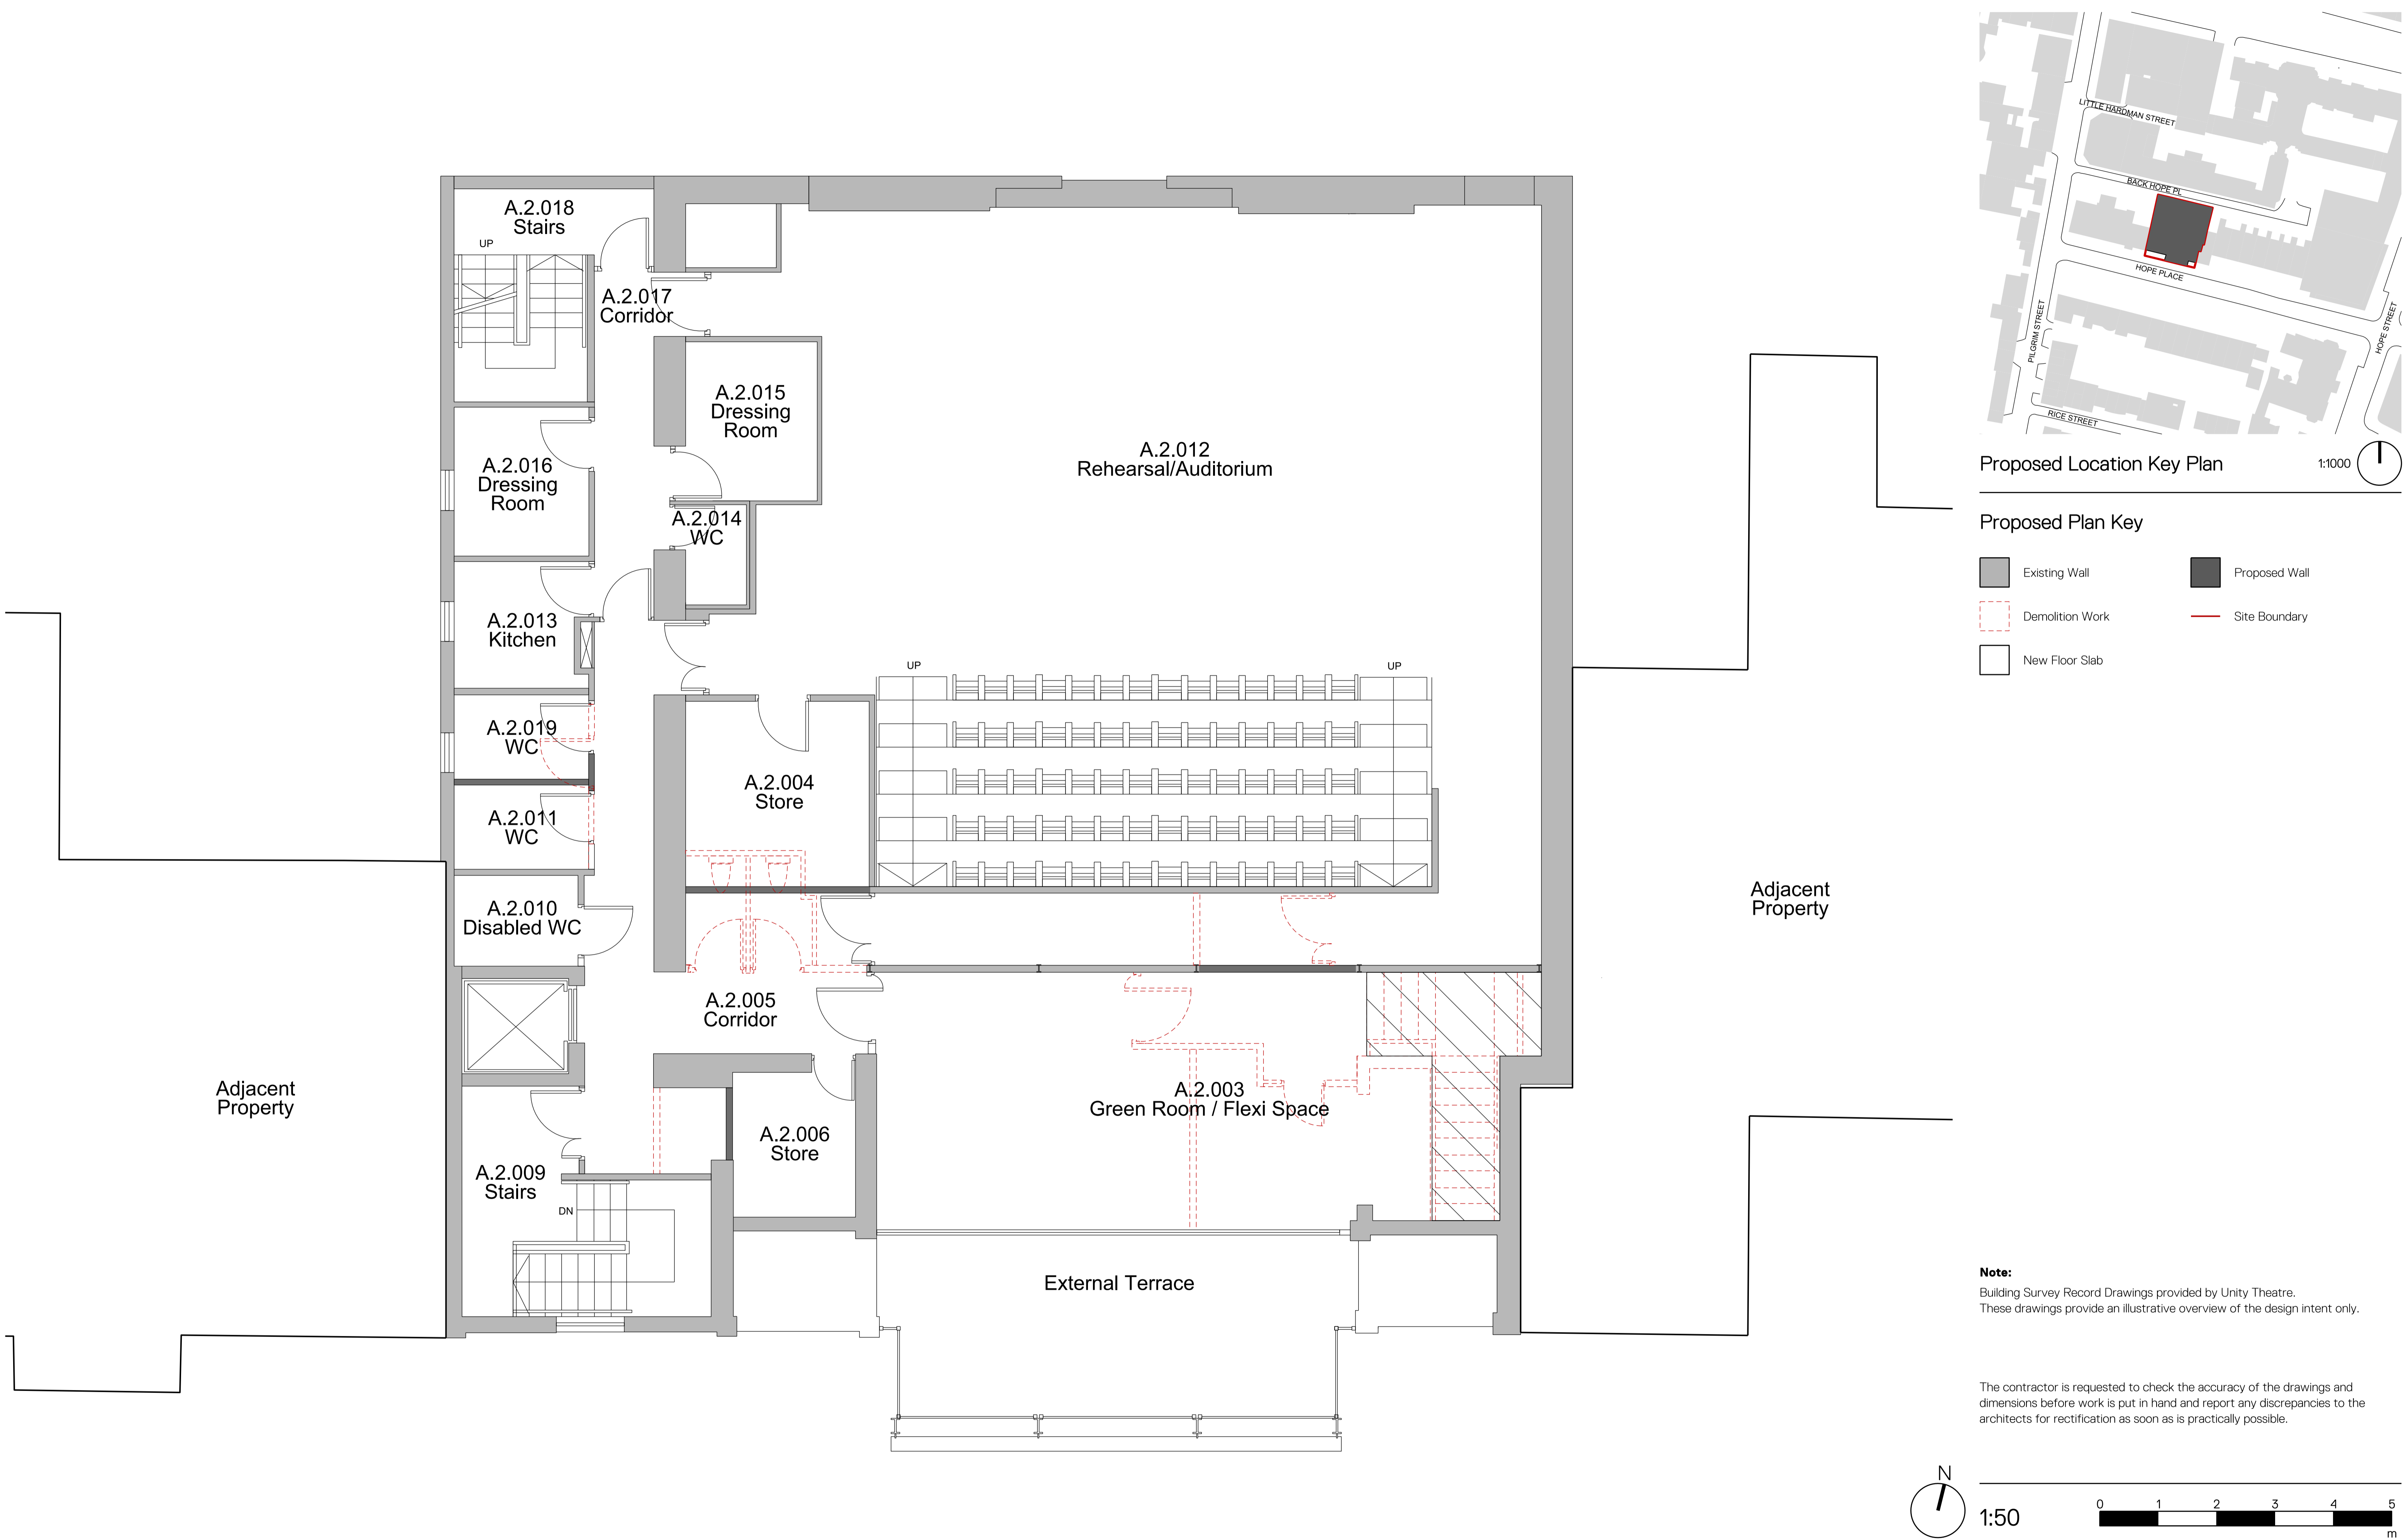 A.2.018
Stairs
UP
A.2.017
Corridor
A.2.015
Dressing
Room
A.2.016
Dressing
Room
A.2.012
Rehearsal/Auditorium
A.2.014
WC
A.2.013
Kitchen
UP
UP
A.2.019
WC
A.2.004
Store
A.2.011
WC
A.2.010
Disabled WC
A.2.005
Corridor
A.2.003
Green Room / Flexi Space
A.2.006
Store
A.2.009
Stairs
DN
External Terrace
Adjacent
Property
Adjacent
Property
LITTLE HARDMAN STREET
BACK HOPE PL
HOPE PLACE
PILGRIM STREET
HOPE STREET
RICE STREET
Proposed Location Key Plan
1:1000
Proposed Plan Key
Existing Wall
Proposed Wall
Demolition Work
Site Boundary
New Floor Slab
Note:
Building Survey Record Drawings provided by Unity Theatre.
These drawings provide an illustrative overview of the design intent only.
The contractor is requested to check the accuracy of the drawings and
dimensions before work is put in hand and report any discrepancies to the
architects for rectification as soon as is practically possible.
N
1:50
0 1 2 3 4 5
m